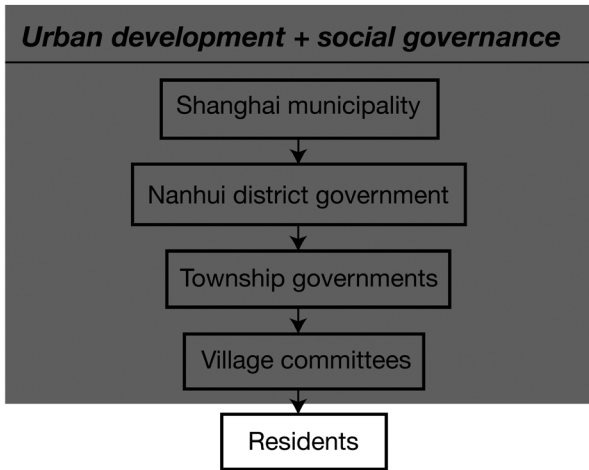 Urban development + social governance
Shanghai municipality
Nanhui district government
Township governments
Village committees
Residents